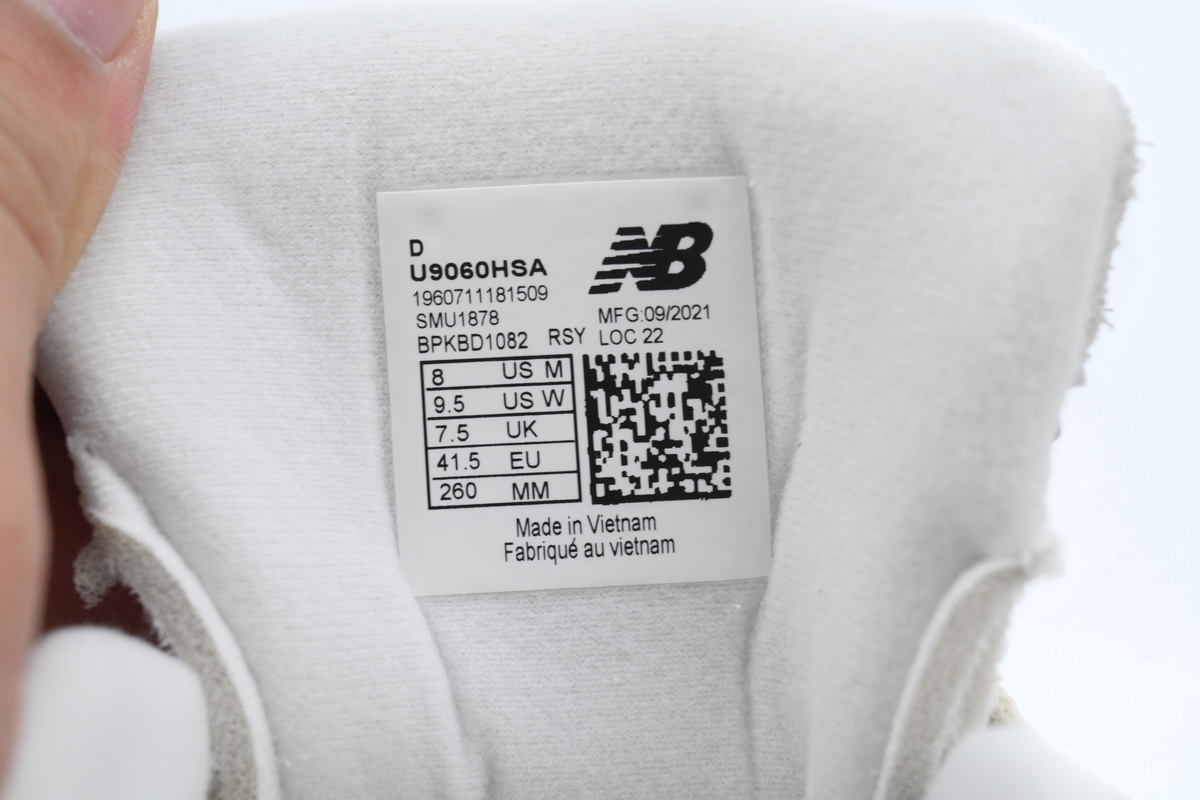 D
U9060HSA
NB
1960711181509
SMU1878
MFG:09/2021
BPKBD1082 RSY LOC 22
8 US M
9.5 US W
7.5 UK
41.5 EU
260 MM
Made in Vietnam
Fabriqué au vietnam